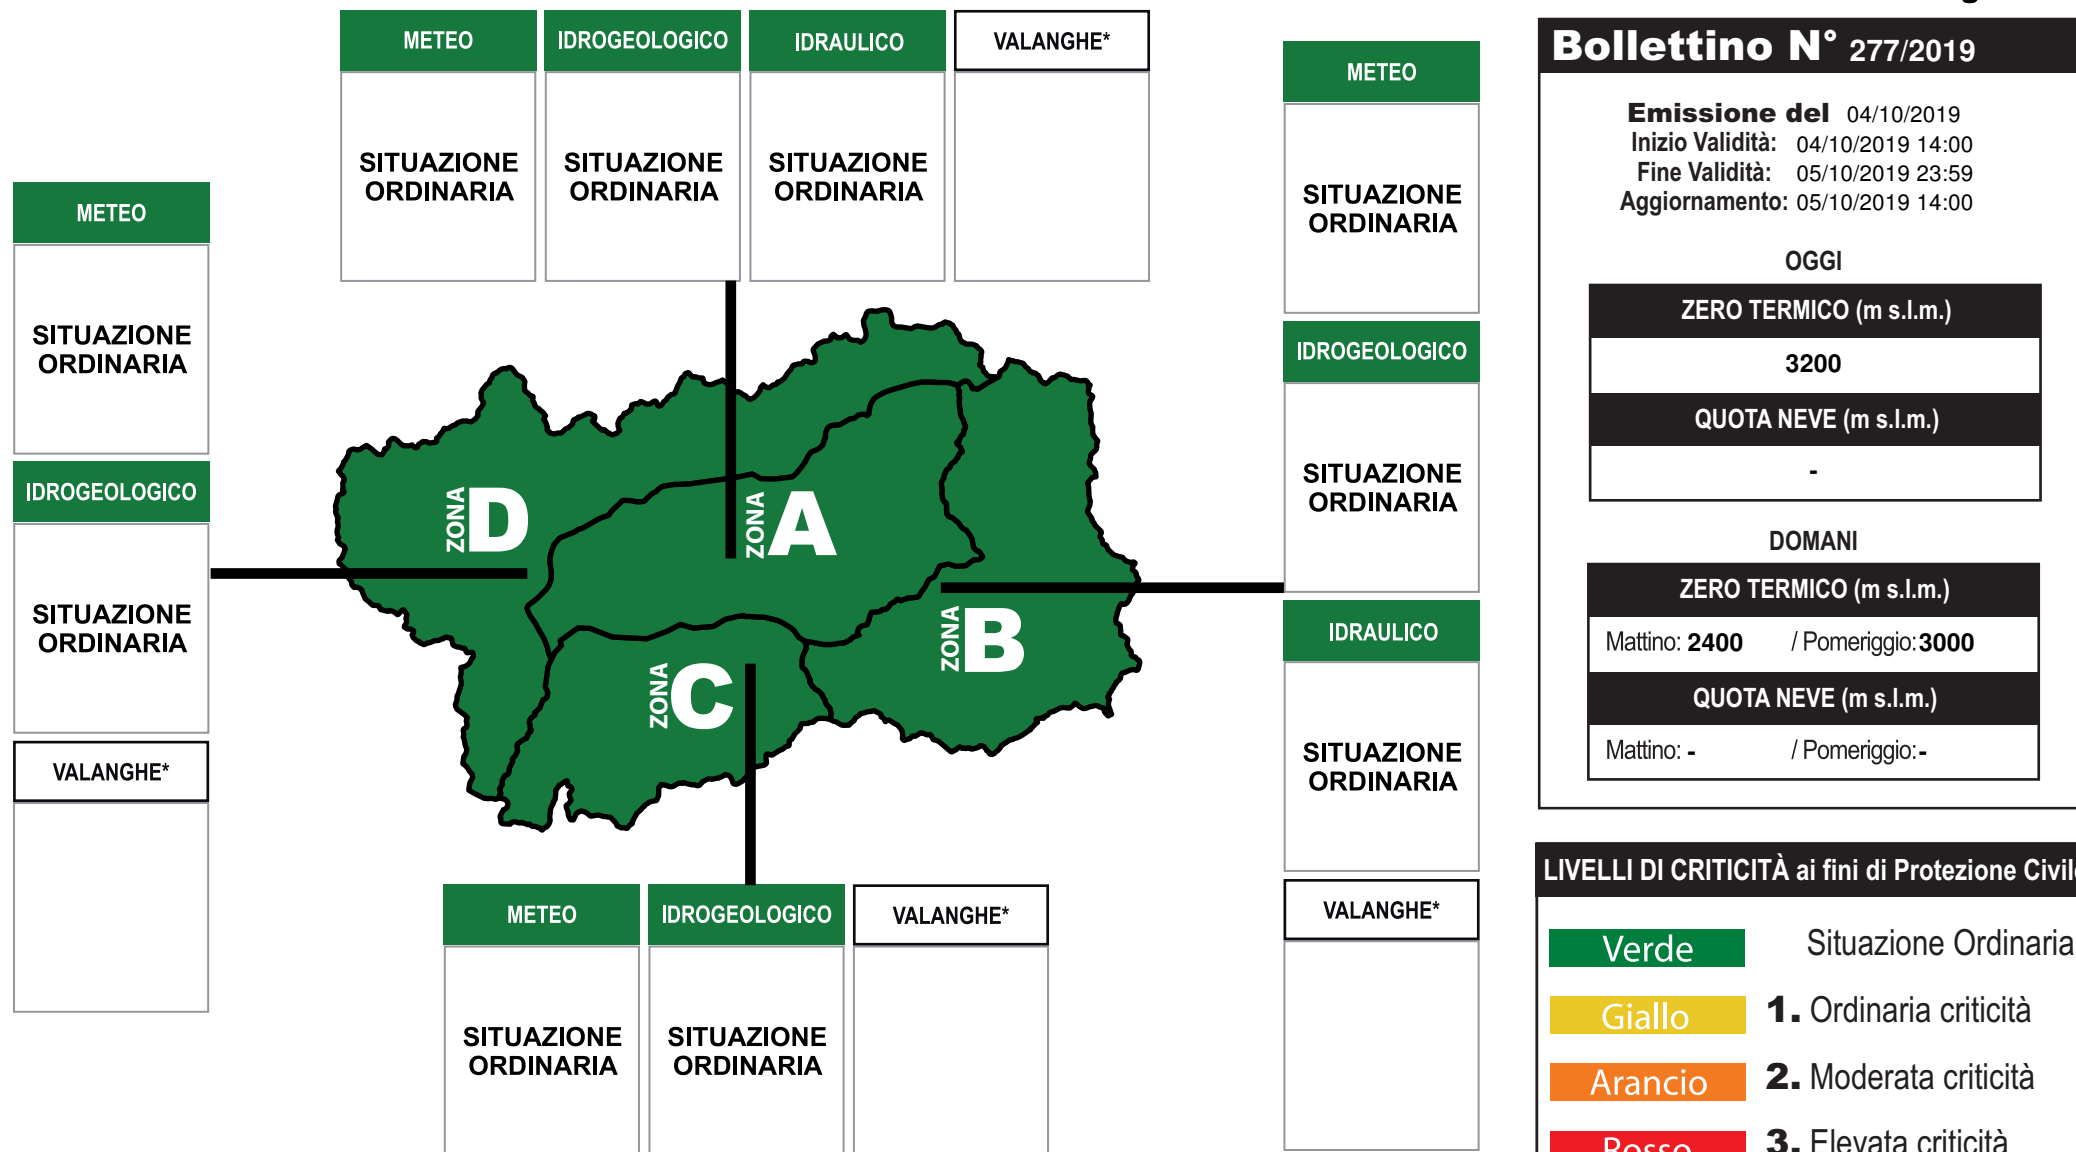 METEO
IDROGEOLOGICO
IDRAULICO
VALANGHE*
SITUAZIONE
ORDINARIA
SITUAZIONE
ORDINARIA
SITUAZIONE
ORDINARIA
METEO
SITUAZIONE
ORDINARIA
IDROGEOLOGICO
SITUAZIONE
ORDINARIA
VALANGHE*
ZONA D
ZONA A
ZONA B
ZONA C
METEO
SITUAZIONE
ORDINARIA
IDROGEOLOGICO
SITUAZIONE
ORDINARIA
IDRAULICO
SITUAZIONE
ORDINARIA
VALANGHE*
METEO
IDROGEOLOGICO
VALANGHE*
SITUAZIONE
ORDINARIA
SITUAZIONE
ORDINARIA
Bollettino N° 277/2019
Emissione del 04/10/2019
Inizio Validità: 04/10/2019 14:00
Fine Validità: 05/10/2019 23:59
Aggiornamento: 05/10/2019 14:00
OGGI
ZERO TERMICO (m s.l.m.)
3200
QUOTA NEVE (m s.l.m.)
-
DOMANI
ZERO TERMICO (m s.l.m.)
Mattino: 2400 / Pomeriggio: 3000
QUOTA NEVE (m s.l.m.)
Mattino: - / Pomeriggio: -
LIVELLI DI CRITICITÀ ai fini di Protezione Civile
Verde Situazione Ordinaria
Giallo 1. Ordinaria criticità
Arancio 2. Moderata criticità
Rosso 3. Elevata criticità